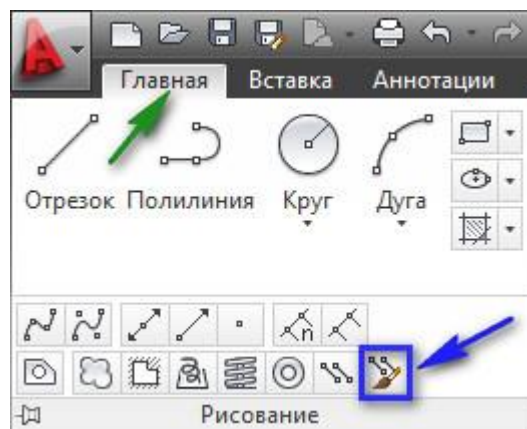 Главная Вставка Аннотации
Отрезок Полилиния Круг Дуга
n
Рисование